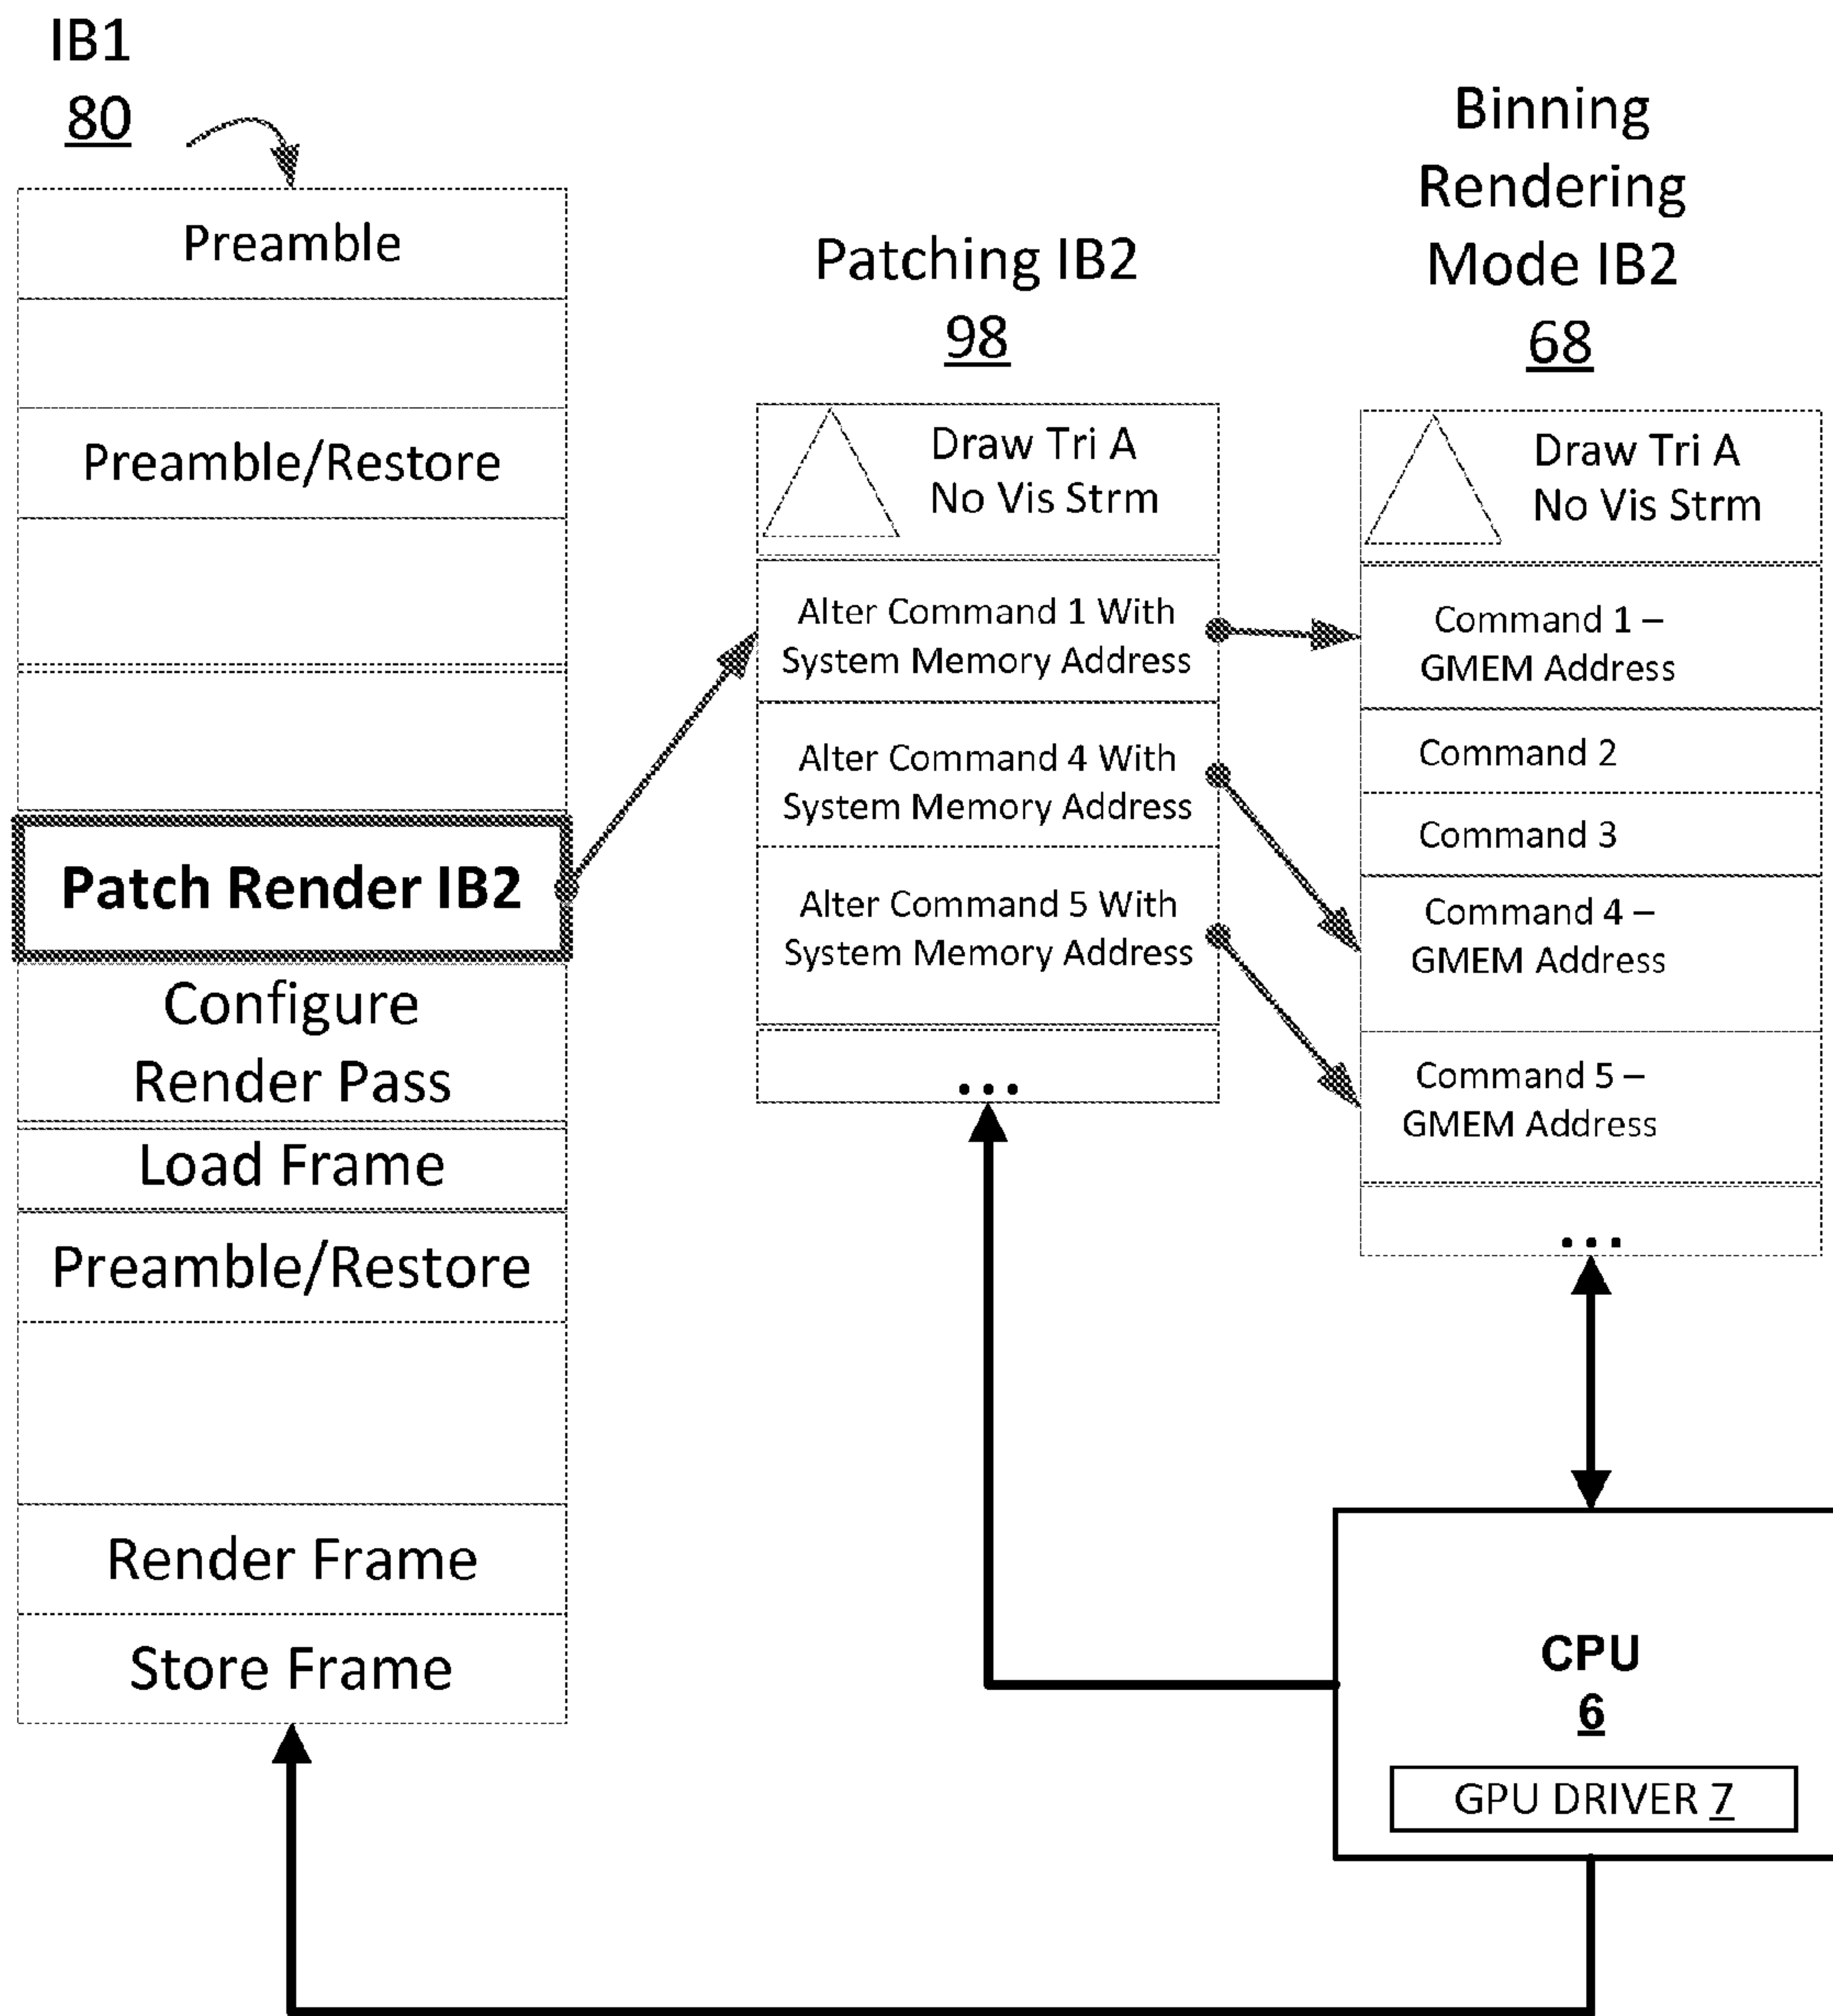 IB1
80
Preamble
Preamble/Restore
Patch Render IB2
Configure
Render Pass
Load Frame
Preamble/Restore
Render Frame
Store Frame
Patching IB2
98
Draw Tri A
No Vis Strm
Alter Command 1 With
System Memory Address
Alter Command 4 With
System Memory Address
Alter Command 5 With
System Memory Address
...
Binning
Rendering
Mode IB2
68
Draw Tri A
No Vis Strm
Command 1 –
GMEM Address
Command 2
Command 3
Command 4 –
GMEM Address
Command 5 –
GMEM Address
...
CPU
6
GPU DRIVER 7